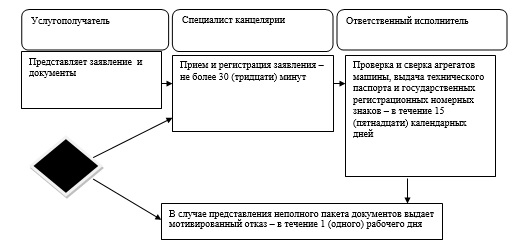 Услугополучатель
Специалист канцелярии
Ответственный исполнитель
Представляет заявление и
документы
Прием и регистрация заявления –
не более 30 (тридцати) минут
Проверка и сверка агрегатов
машины, выдача технического
паспорта и государственных
регистрационных номерных
знаков – в течение 15
(пятнадцати) календарных
дней
В случае представления неполного пакета документов выдает
мотивированный отказ – в течение 1 (одного) рабочего дня